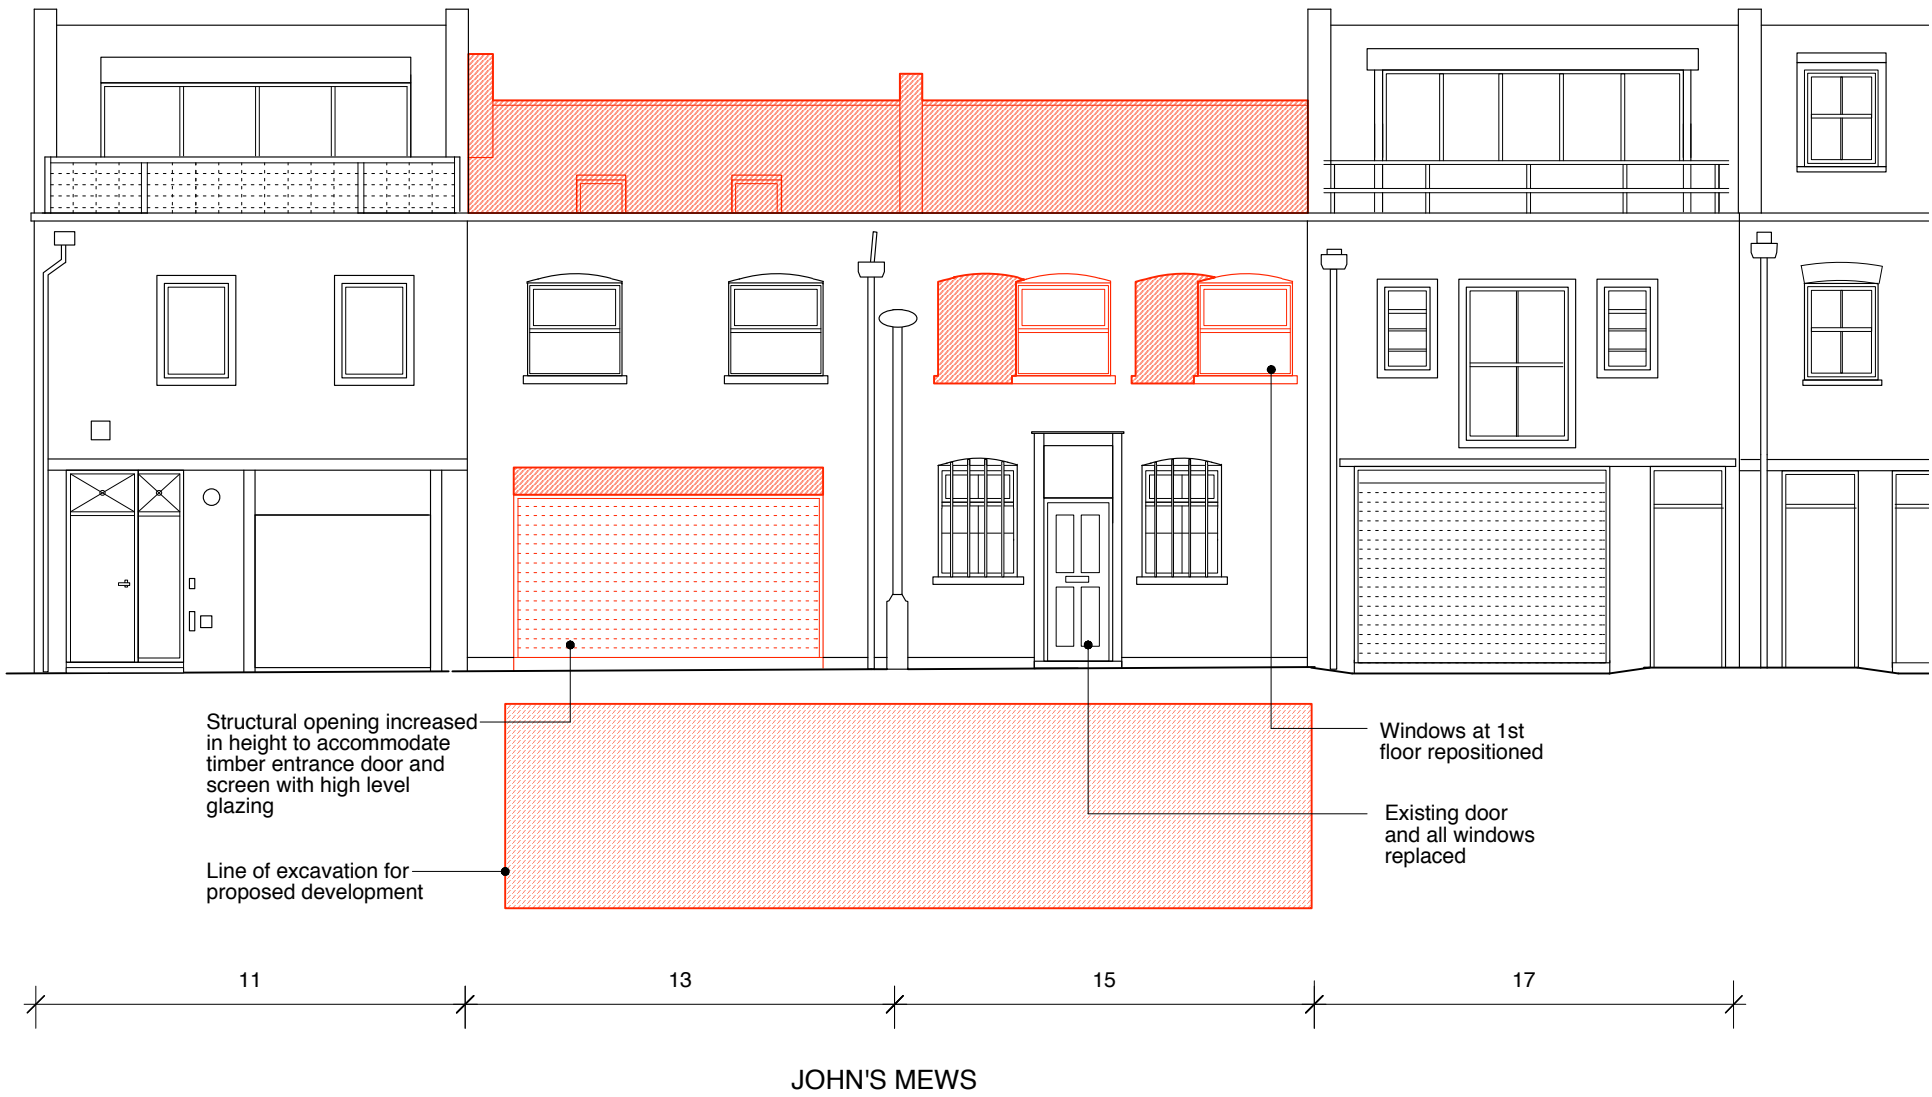 Structural opening increased
in height to accommodate
timber entrance door and
screen with high level
glazing
Line of excavation for
proposed development
Windows at 1st
floor repositioned
Existing door
and all windows
replaced
11
13
15
17
JOHN'S MEWS